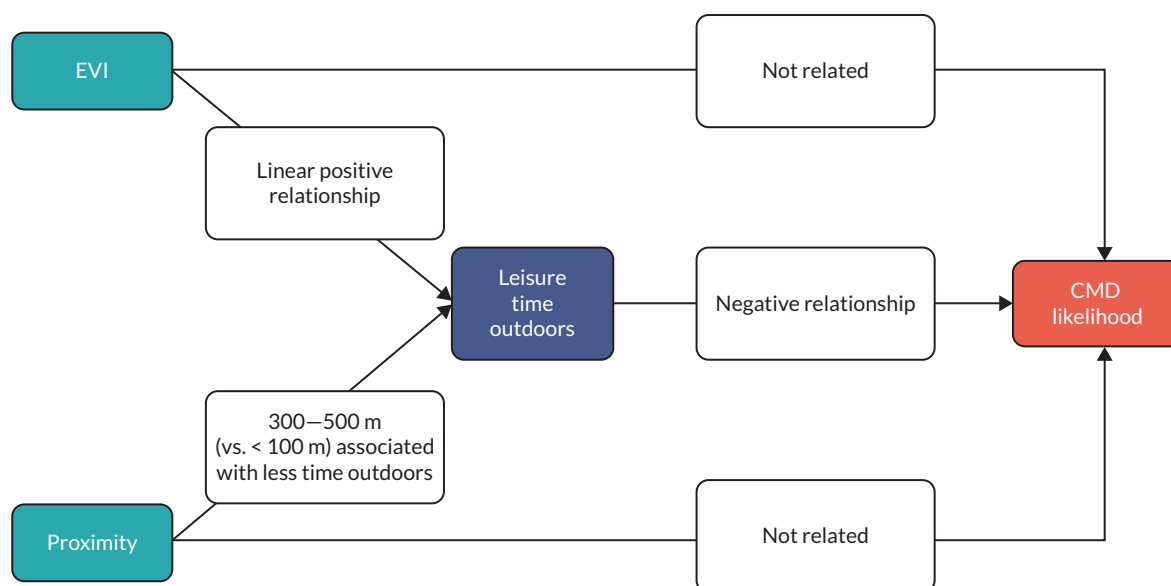 EVI
Not related
Linear positive
relationship
Leisure
time
outdoors
Negative relationship
CMD
likelihood
300—500 m
(vs. < 100 m) associated
with less time outdoors
Proximity
Not related